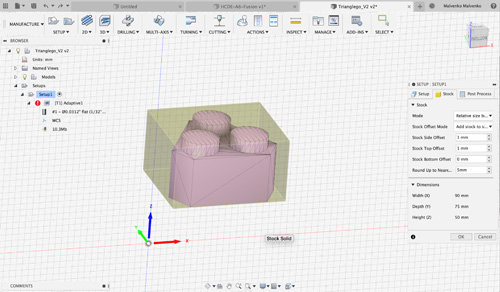 Untitled
HCDE-A6-Fusion v1*
Trianglego_V2 v2*
Malvenko Malvenko
MANUFACTURE
SETUP
2D
3D
DRILLING
MULTI-AXIS
TURNING
CUTTING
ACTIONS
INSPECT
MANAGE
ADD-INS
SELECT
BROWSER
Trianglego_V2 v2
Units: mm
Named Views
Models
Setups
Setup1
[T1] Adaptive1
#1 - Ø0.0312" flat (1/32"...
WCS
10.3Mb
Stock Solid
SETUP : SETUP1
Setup
Stock
Post Process
Stock
Mode
Relative size b...
Stock Offset Mode
Add stock to s...
Stock Side Offset
1 mm
Stock Top Offset
1 mm
Stock Bottom Offset
0 mm
Round Up to Neare...
5mm
Dimensions
Width (X)
90 mm
Depth (Y)
75 mm
Height (Z)
50 mm
OK
Cancel
Z
X
COMMENTS